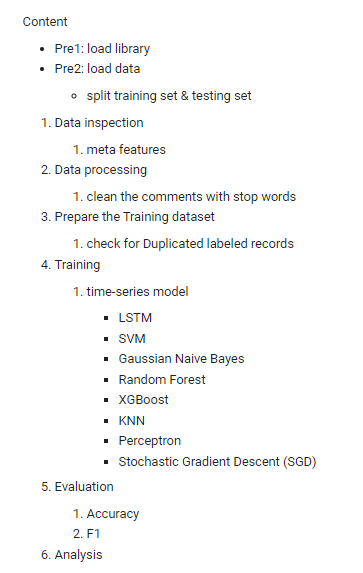 Content
• Pre1: load library
• Pre2: load data
◦ split training set & testing set
1. Data inspection
1. meta features
2. Data processing
1. clean the comments with stop words
3. Prepare the Training dataset
1. check for Duplicated labeled records
4. Training
1. time-series model
▪ LSTM
▪ SVM
▪ Gaussian Naive Bayes
▪ Random Forest
▪ XGBoost
▪ KNN
▪ Perceptron
▪ Stochastic Gradient Descent (SGD)
5. Evaluation
1. Accuracy
2. F1
6. Analysis